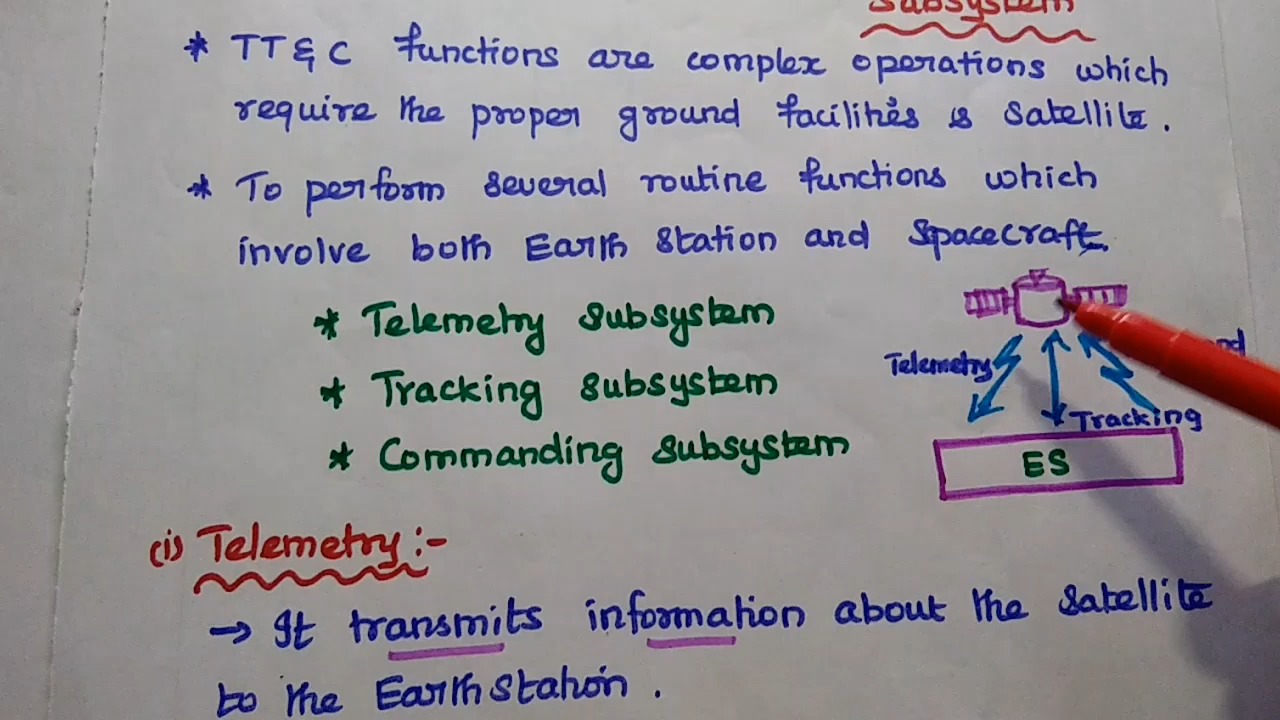 Subsystem
* TT & C functions are complex operations which
require the proper ground facilities & satellite.
* To perform several routine functions which
involve both Earth Station and Spacecraft
* Telemetry subsystem
* Tracking subsystem
* Commanding subsystem
Telemetry
Tracking
ES
(i) Telemetry :-
→ It transmits information about the satellite
to the Earth station.